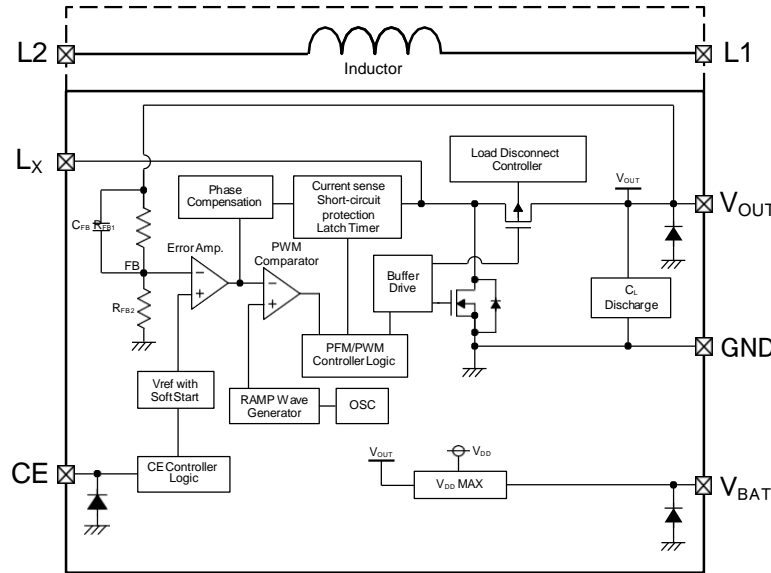 L2
L1
Inductor
LX
Load Disconnect
Controller
VOUT
VOUT
Phase
Compensation
Current sense
Short-circuit
protection
Latch Timer
CFB
RFB1
Error Amp.
PWM
Comparator
FB
Buffer
Drive
CL
Discharge
RFB2
PFM/PWM
Controller Logic
GND
Vref with
Soft Start
RAMP Wave
Generator
OSC
CE
CE Controller
Logic
VOUT
VDD
VDD MAX
VBAT